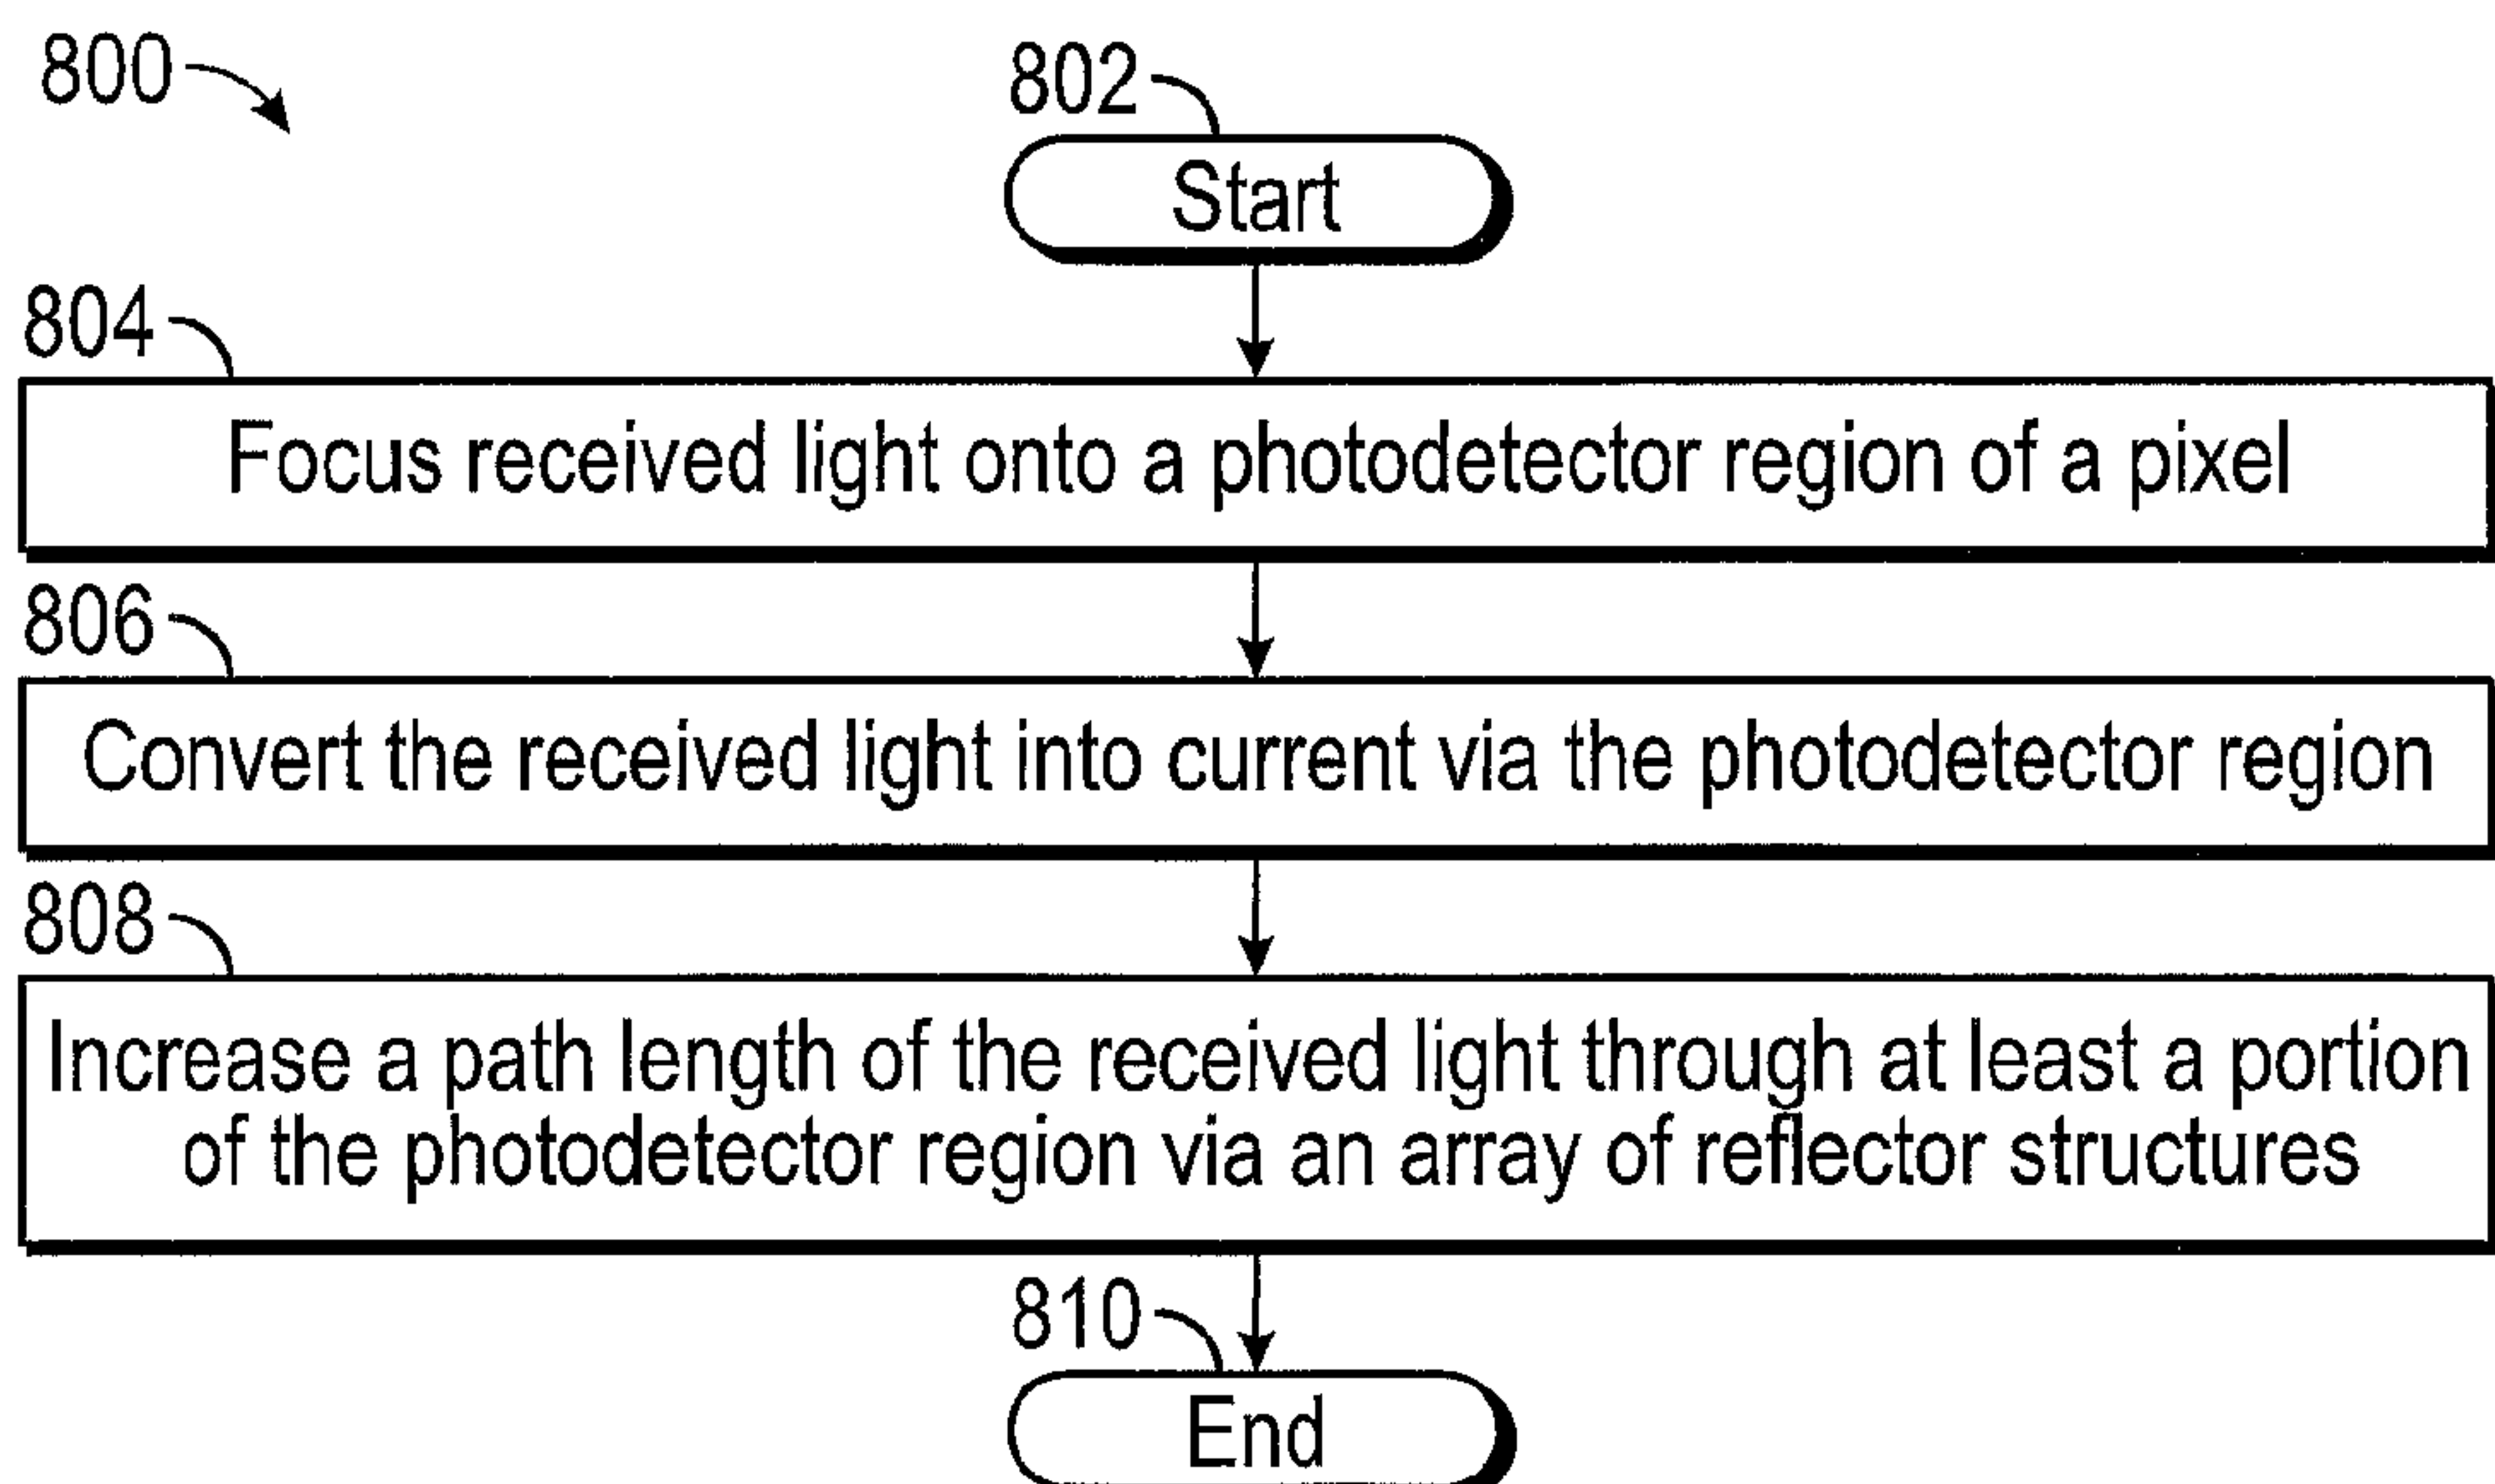 800
802
Start
804
Focus received light onto a photodetector region of a pixel
806
Convert the received light into current via the photodetector region
808
Increase a path length of the received light through at least a portion
of the photodetector region via an array of reflector structures
810
End